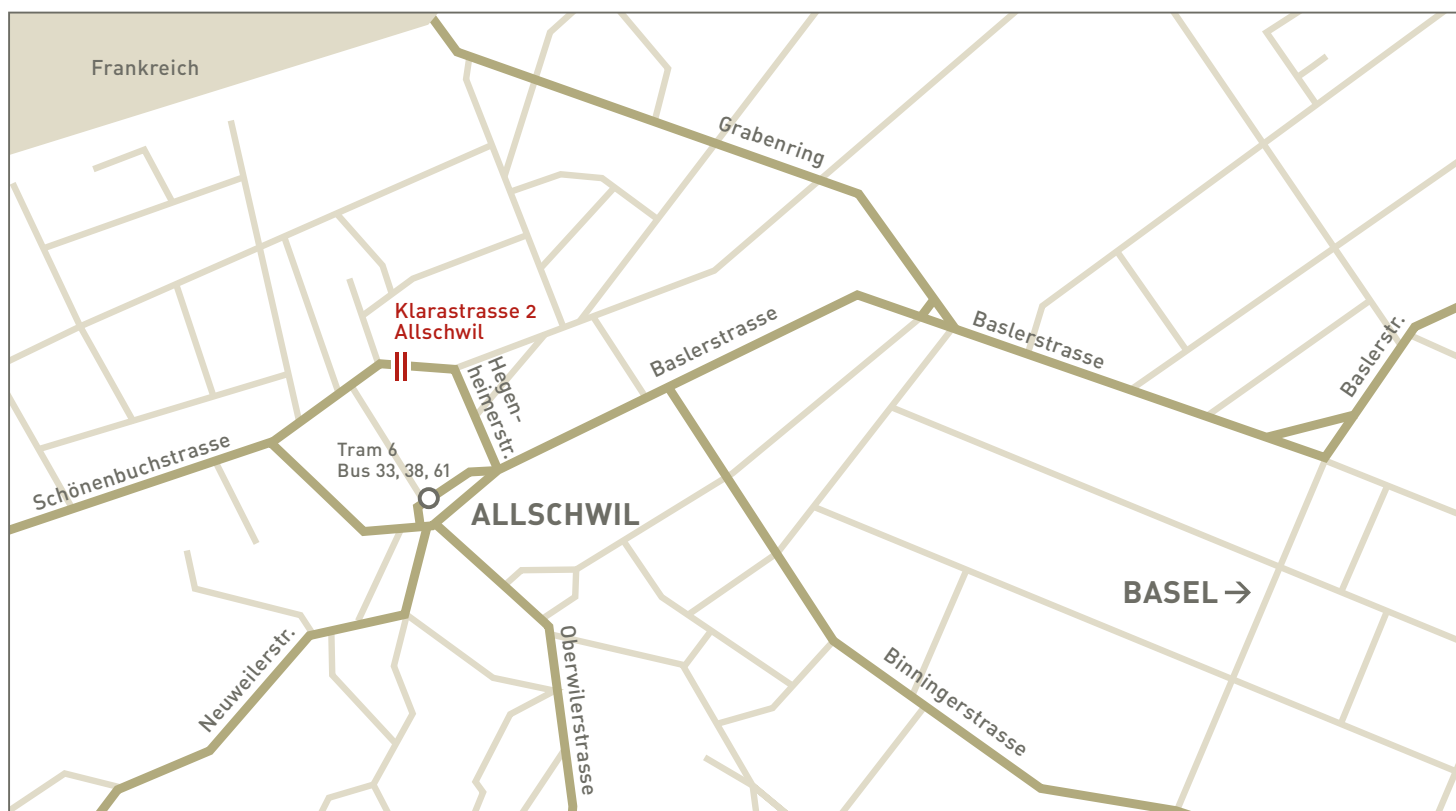 Frankreich
Grabenring
Klarastrasse 2
Allschwil
Baslerstrasse
Baslerstrasse
Baslerstr.
Hegen-
heimerstr.
Tram 6
Bus 33, 38, 61
Schönenbuchstrasse
ALLSCHWIL
BASEL →
Neuweilerstr.
Oberwilerstrasse
Binningerstrasse